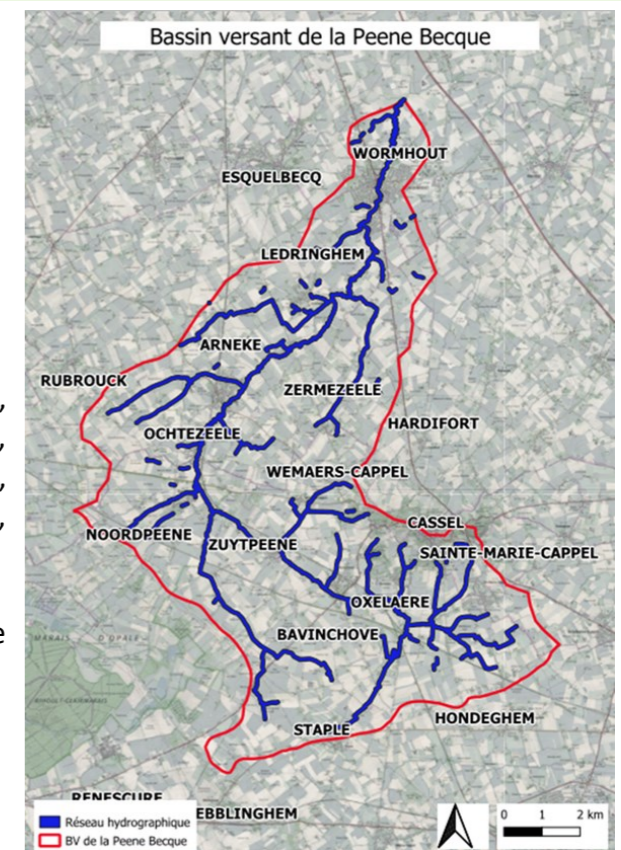 Bassin versant de la Peene Becque
WORMHOUT
ESQUELBECQ
LEDRINGHEM
ARNEKE
RUBROUCK
ZERMEZEELE
,
HARDIFORT
OCHTEZEELE
,
WEMAERS-CAPPEL
,
CASSEL
,
NOORDPEENE
ZUYTPEENE
SAINTE-MARIE-CAPPEL
OXELAERE
e
BAVINCHOVE
HONDEGHEM
STAPLE
RENESCURE
EBBLINGHEM
0 1 2 km
Réseau hydrographique
BV de la Peene Becque